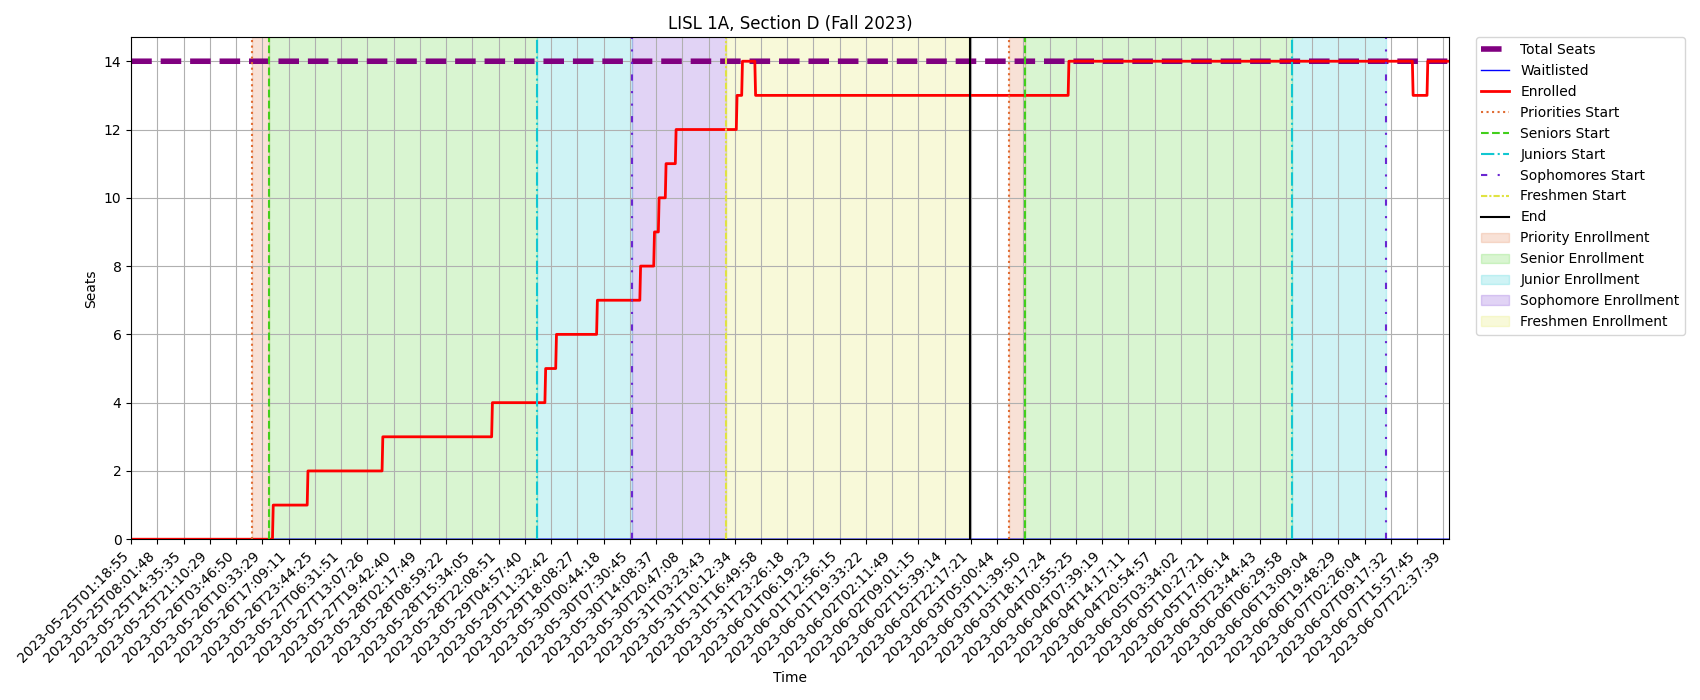 LISL 1A, Section D (Fall 2023)
Total Seats
Waitlisted
Enrolled
Priorities Start
Seniors Start
Juniors Start
Sophomores Start
Freshmen Start
End
Priority Enrollment
Senior Enrollment
Junior Enrollment
Sophomore Enrollment
Freshmen Enrollment
Seats
14
12
10
8
6
4
2
0
2023-05-25T01:18:55
2023-05-25T08:01:48
2023-05-25T14:35:35
2023-05-25T21:10:29
2023-05-26T03:46:50
2023-05-26T10:33:29
2023-05-26T17:09:11
2023-05-26T23:44:25
2023-05-27T06:31:51
2023-05-27T13:07:26
2023-05-27T19:42:40
2023-05-28T02:17:49
2023-05-28T08:59:22
2023-05-28T15:34:05
2023-05-28T22:08:51
2023-05-29T04:57:40
2023-05-29T11:32:42
2023-05-29T18:08:27
2023-05-30T00:44:18
2023-05-30T07:30:45
2023-05-30T14:08:37
2023-05-30T20:47:08
2023-05-31T03:23:43
2023-05-31T10:12:34
2023-05-31T16:49:58
2023-05-31T23:26:18
2023-06-01T06:19:23
2023-06-01T12:56:15
2023-06-01T19:33:22
2023-06-02T02:11:49
2023-06-02T09:01:15
2023-06-02T15:39:14
2023-06-02T22:17:21
2023-06-03T05:00:44
2023-06-03T11:39:50
2023-06-03T18:17:24
2023-06-04T00:55:25
2023-06-04T07:39:19
2023-06-04T14:17:11
2023-06-04T20:54:57
2023-06-05T03:34:02
2023-06-05T10:27:21
2023-06-05T17:06:14
2023-06-05T23:44:43
2023-06-06T06:29:58
2023-06-06T13:09:04
2023-06-06T19:48:29
2023-06-07T02:26:04
2023-06-07T09:17:32
2023-06-07T15:57:45
2023-06-07T22:37:39
Time